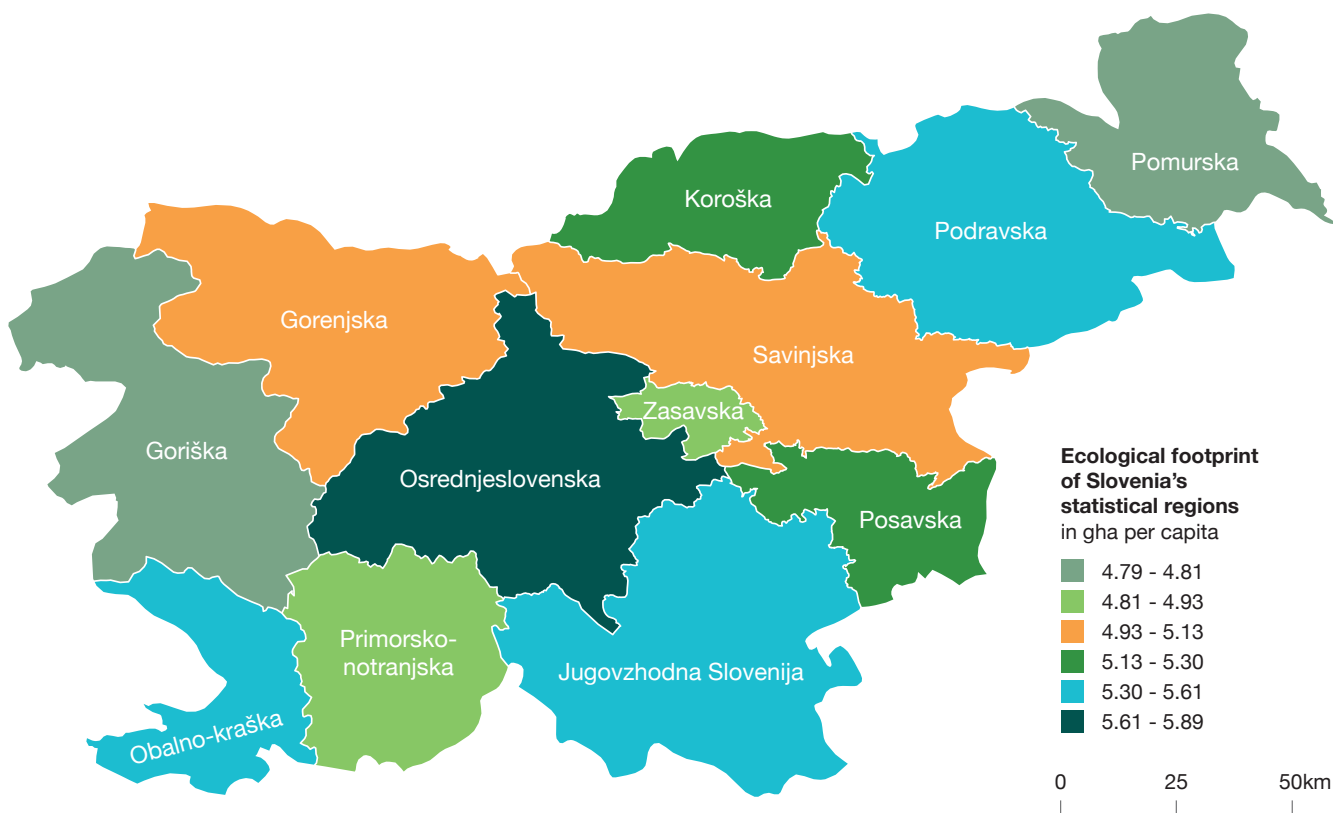 Pomurska
Koroška
Podravska
Gorenjska
Savinjska
Zasavska
Goriška
Osrednjeslovenska
Posavska
Primorsko-
notranjska
Jugovzhodna Slovenija
Obalno-kraška
Ecological footprint
of Slovenia's
statistical regions
in gha per capita
4.79 - 4.81
4.81 - 4.93
4.93 - 5.13
5.13 - 5.30
5.30 - 5.61
5.61 - 5.89
0 25 50km